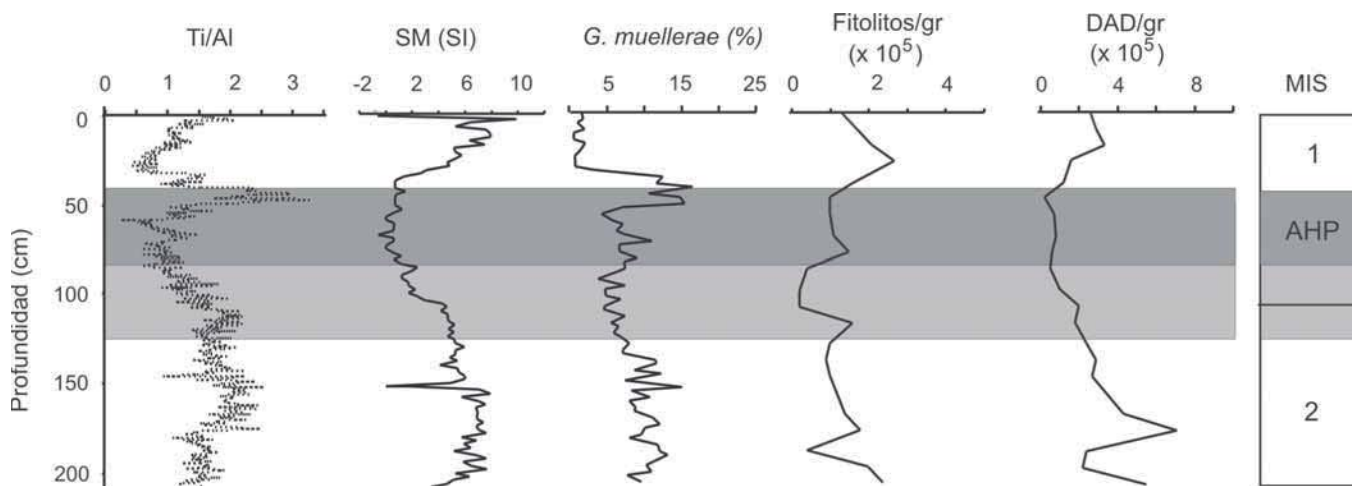 Ti/Al
SM (SI)
G. muellerae (%)
Fitolitos/gr
(x 10⁵)
DAD/gr
(x 10⁵)
MIS
0 1 2 3
-2 2 6 10
5 15 25
0 2 4
0 4 8
Profundidad (cm)
0
50
100
150
200
1
AHP
2